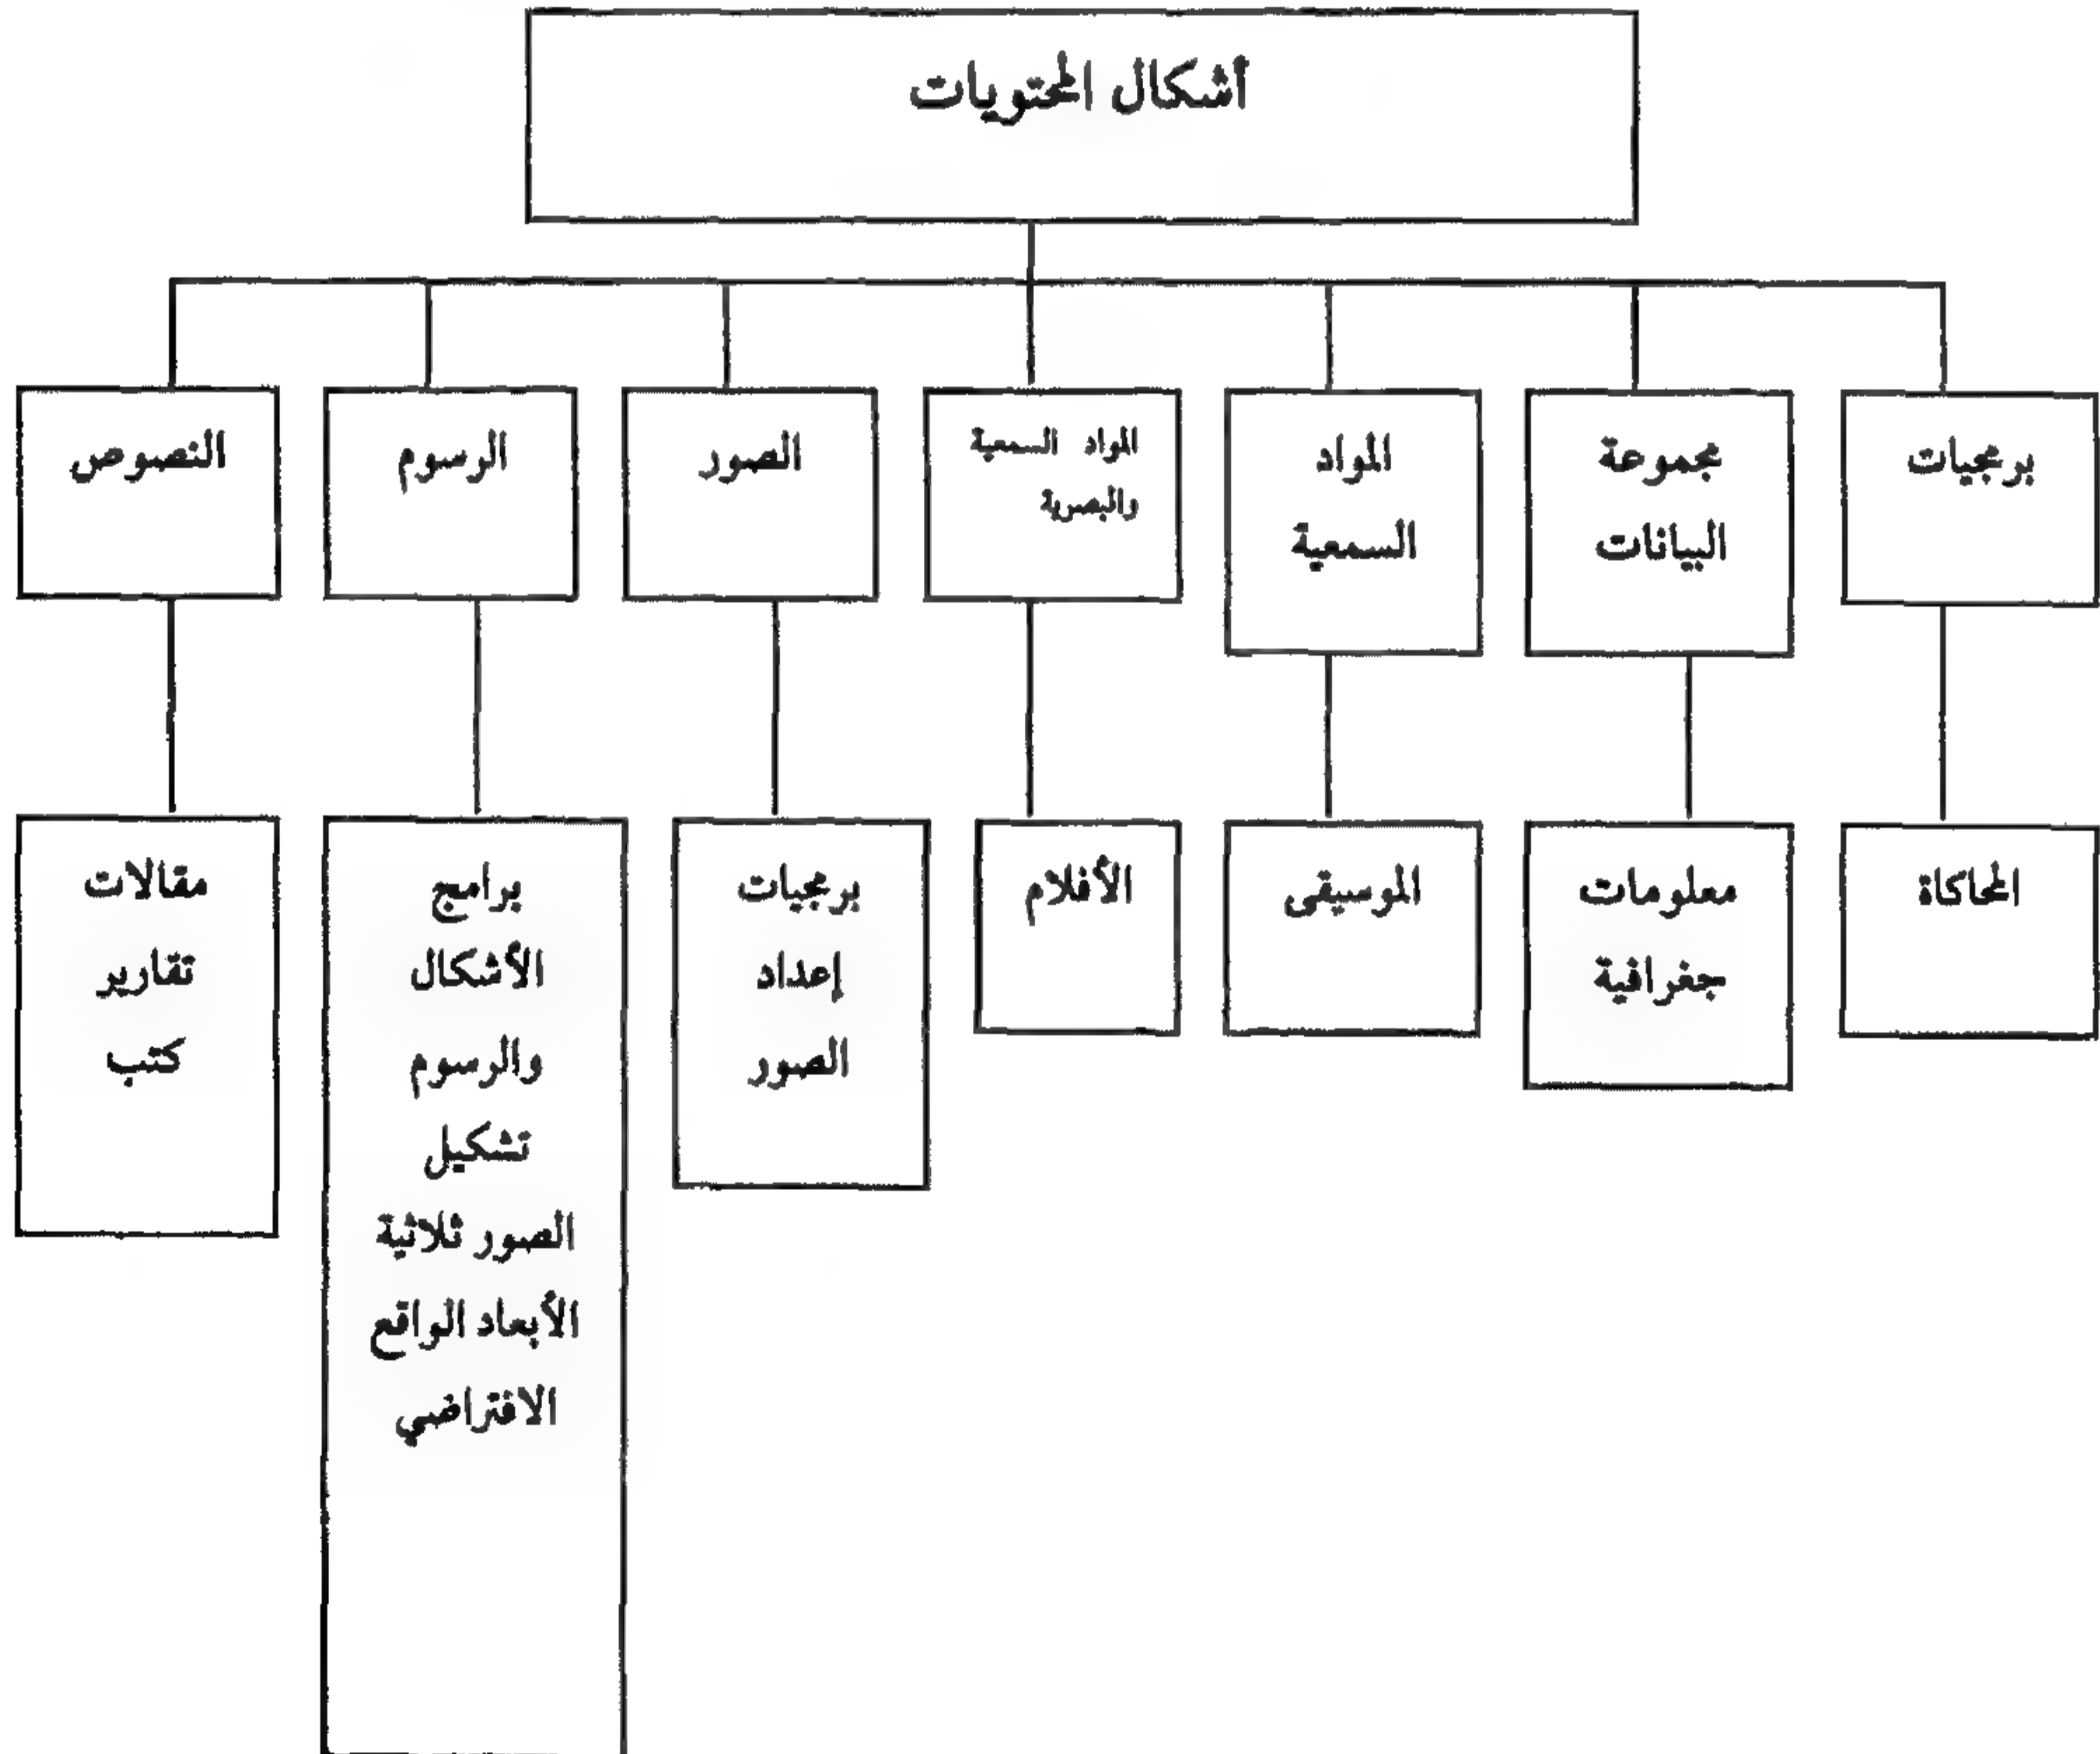 أشكال المحتويات
برمجيات
مجموعة
البيانات
المواد
السمعية
المواد السمعية
والبصرية
الصور
الرسوم
النصوص
المحاكاة
معلومات
جغرافية
الموسيقى
الأفلام
برمجيات
إعداد
الصور
برامج
الأشكال
والرسوم
تشكيل
الصور ثلاثية
الأبعاد الواقع
الافتراضي
مقالات
تقارير
كتب